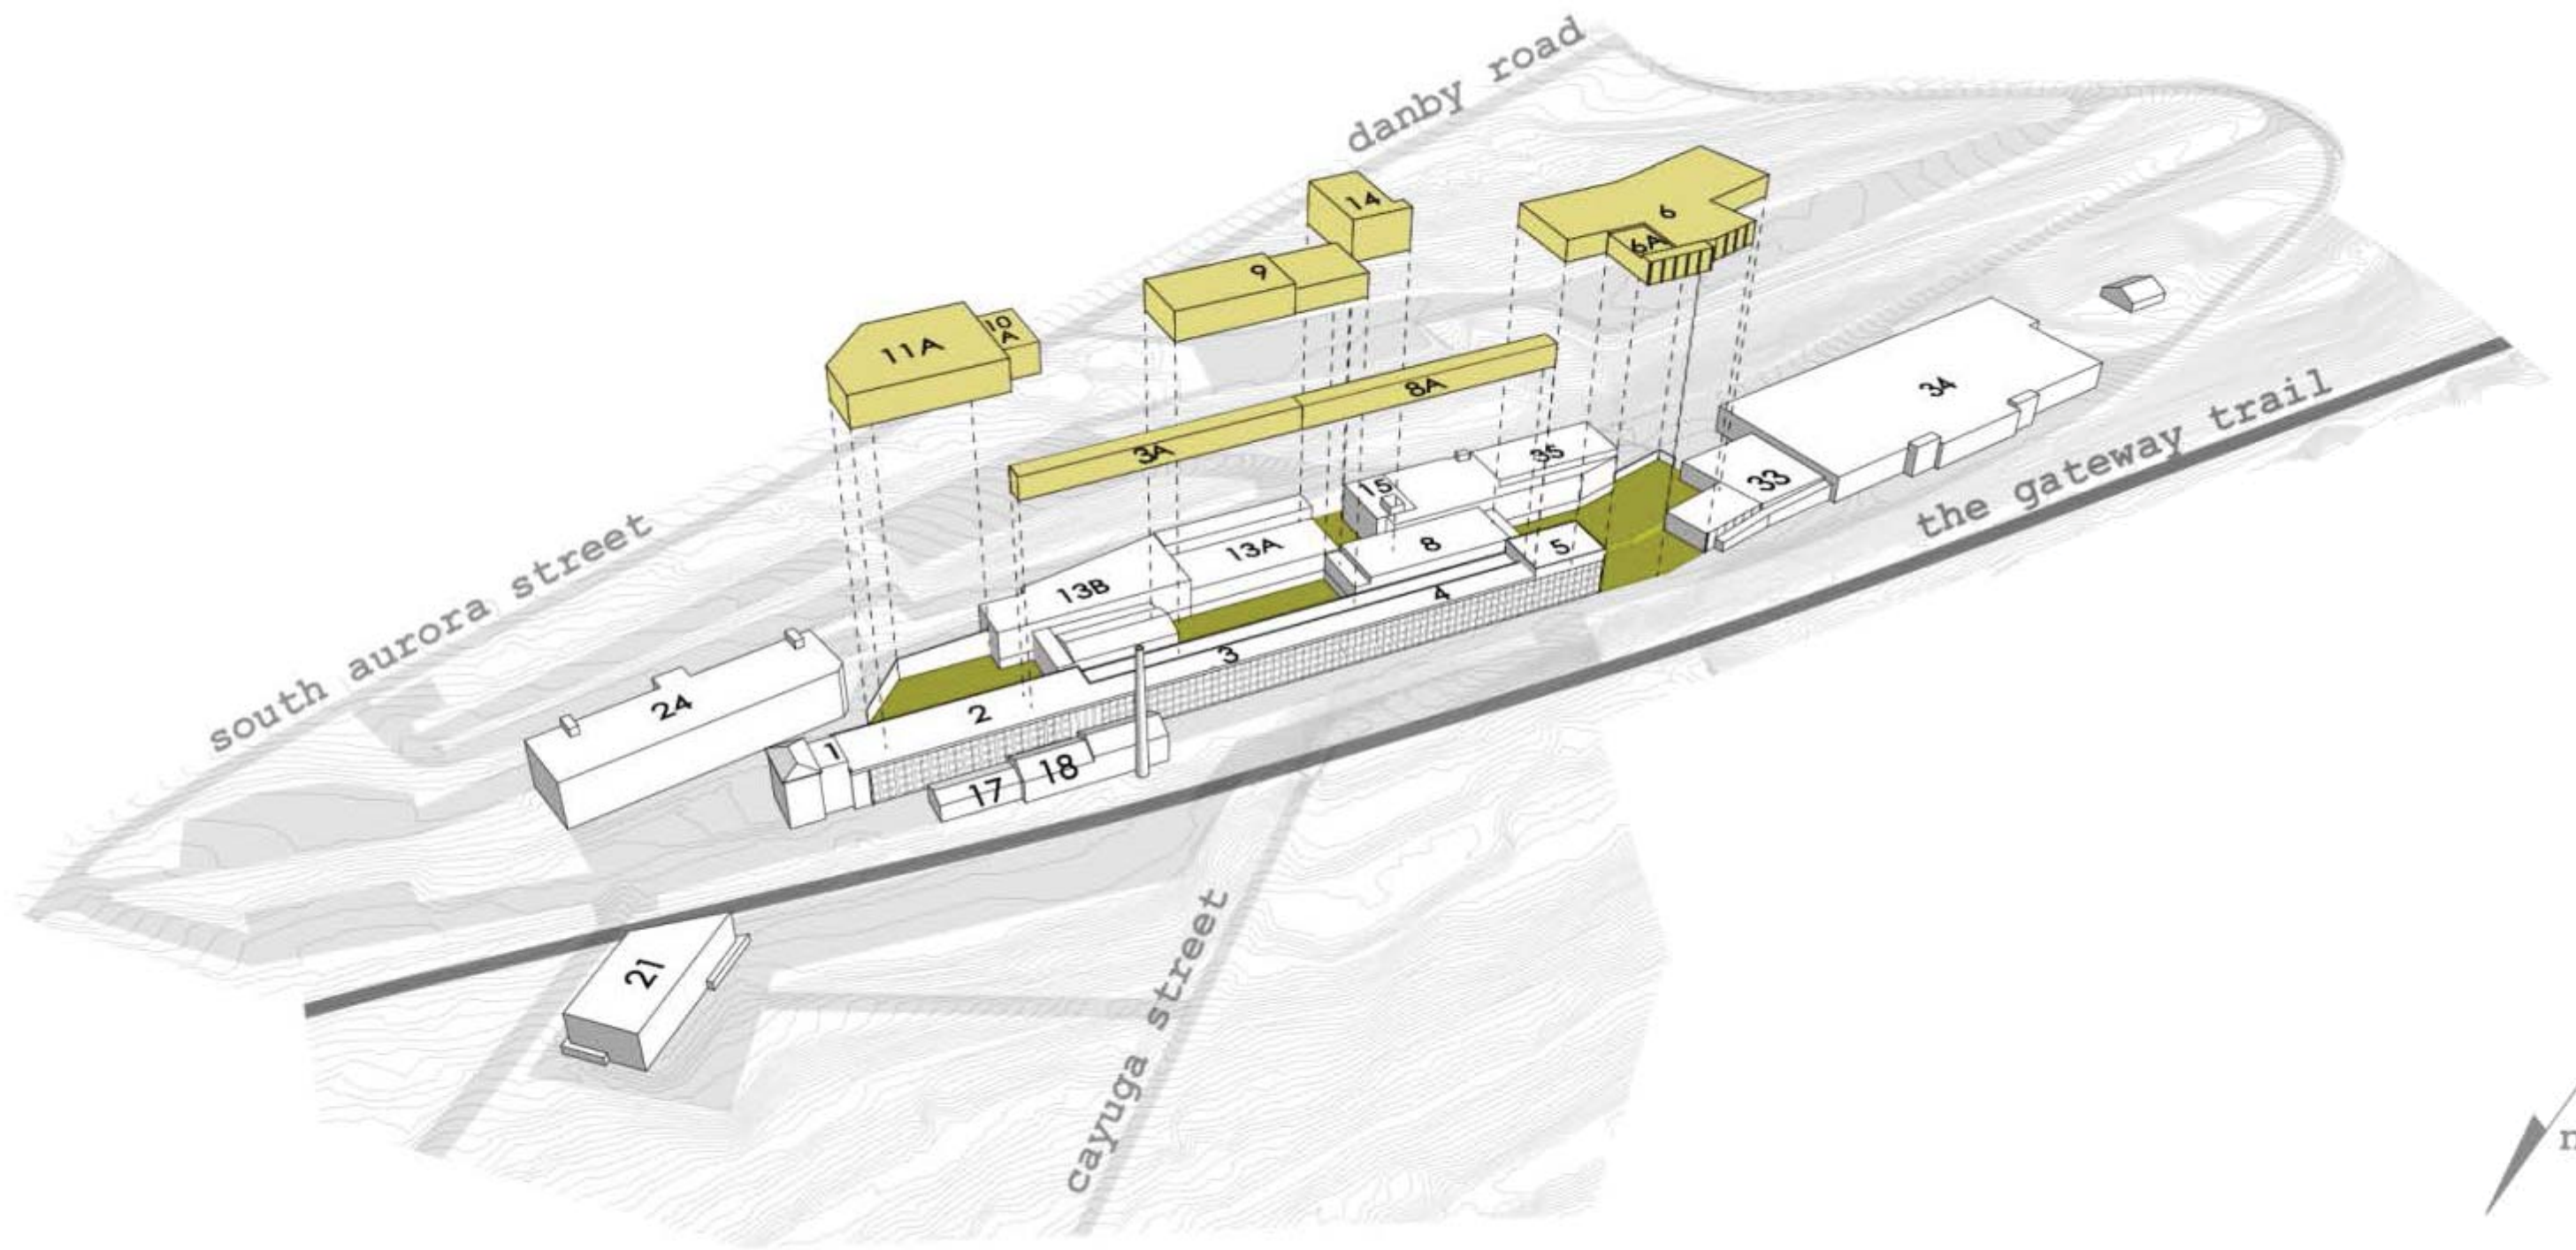 danby road
14
6
6A
9
10
A
11A
8A
3A
34
35
33
15
13A
8
5
13B
4
3
2
24
1
18
17
south aurora street
the gateway trail
21
cayuga street
n